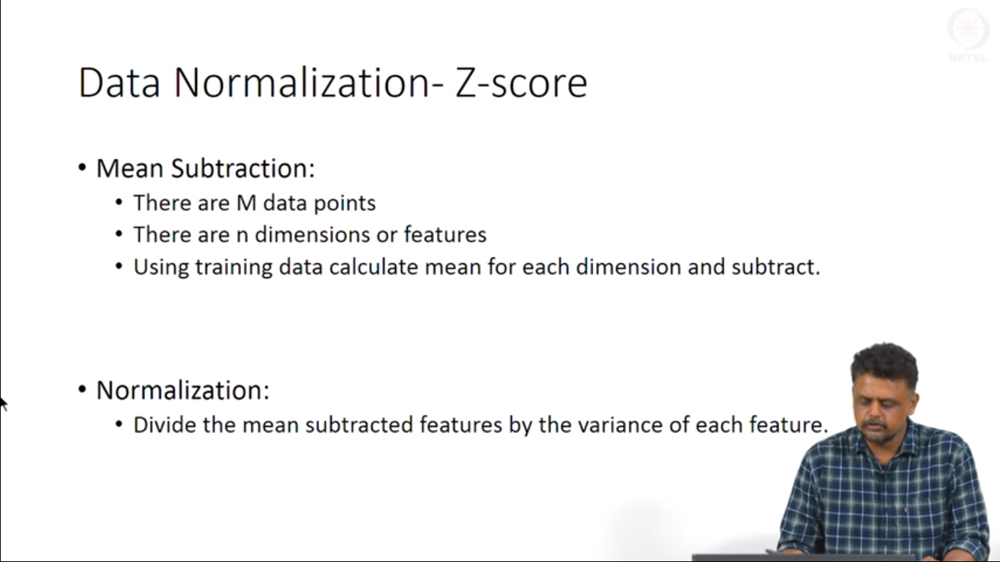 NPTEL
Data Normalization- Z-score
• Mean Subtraction:
• There are M data points
• There are n dimensions or features
• Using training data calculate mean for each dimension and subtract.
• Normalization:
• Divide the mean subtracted features by the variance of each feature.